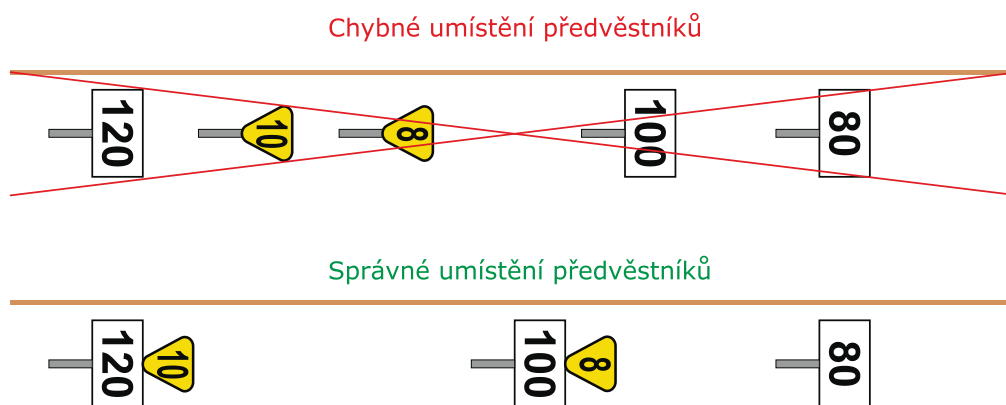 Chybné umístění předvěstníků
120 10 8 100 80
Správné umístění předvěstníků
120 10 100 8 80